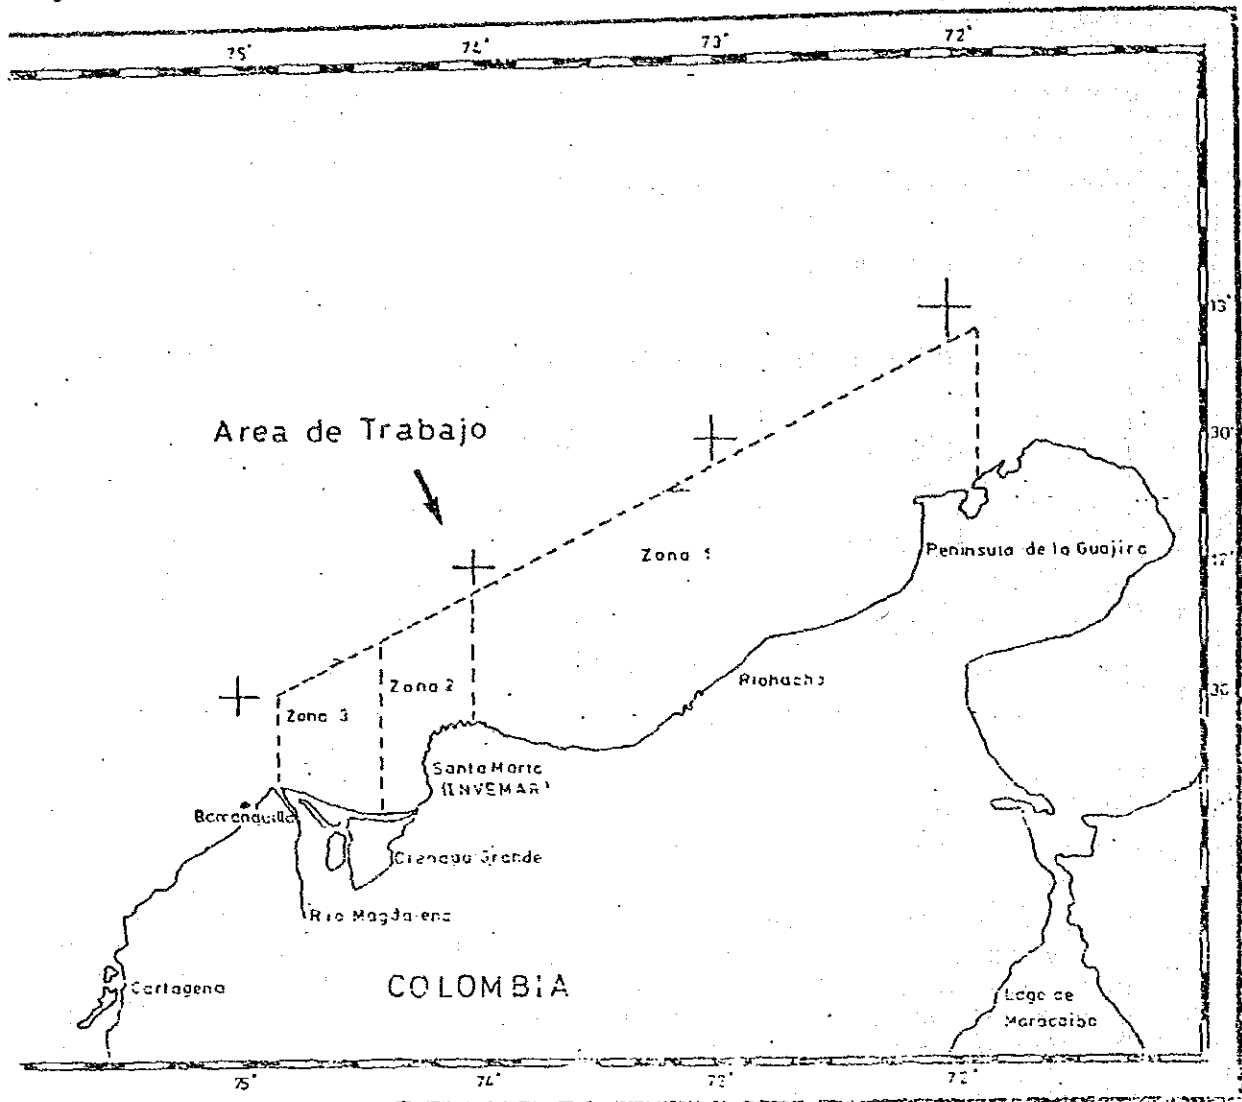 75° 74° 73° 72°
13°
Area de Trabajo
30'
Zona 1
Peninsula de la Guajira
12°
Zona 2
Riohacha
30'
Zona 3
Santa Marta
(INVEMAR)
Barranquilla
Cienaga Grande
Rio Magdalena
COLOMBIA
Cartagena
Lago de
Maracaibo
75° 74° 73° 72°